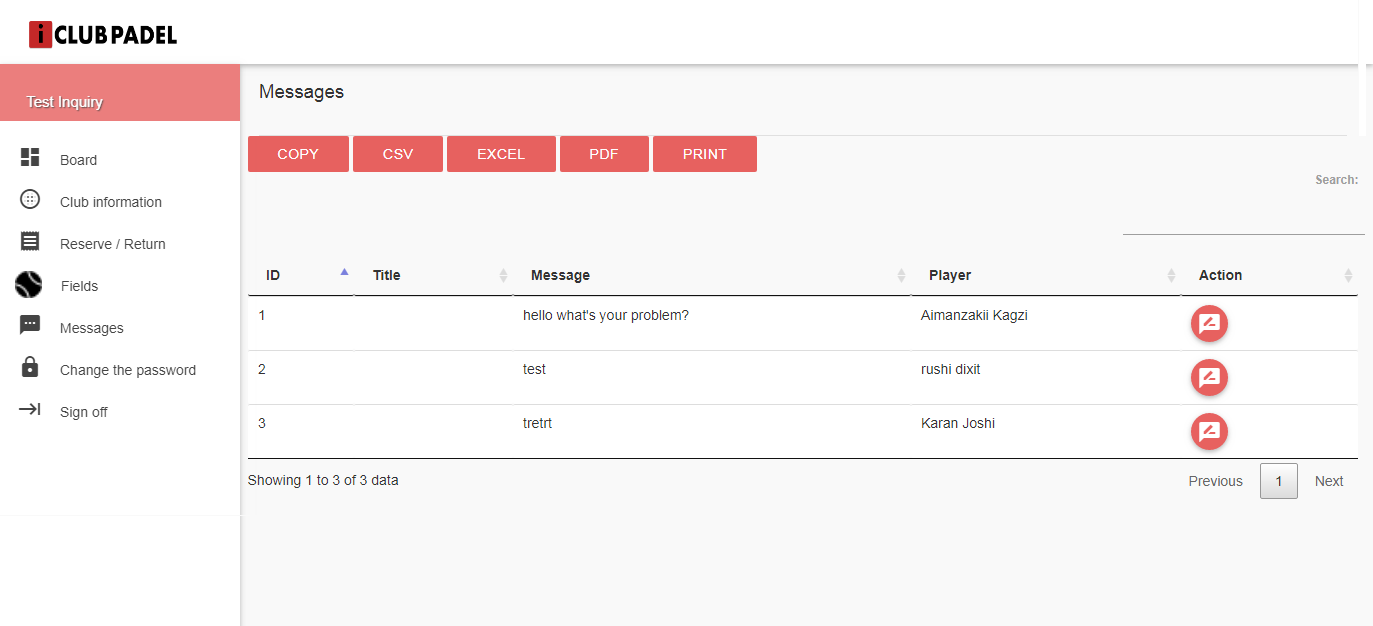 i CLUB PADEL
Test Inquiry
Board
Club information
Reserve / Return
Fields
Messages
Change the password
Sign off
Messages
COPY CSV EXCEL PDF PRINT
Search:
ID Title Message Player Action
1 hello what's your problem? Aimanzakii Kagzi
2 test rushi dixit
3 tretrt Karan Joshi
Showing 1 to 3 of 3 data
Previous 1 Next